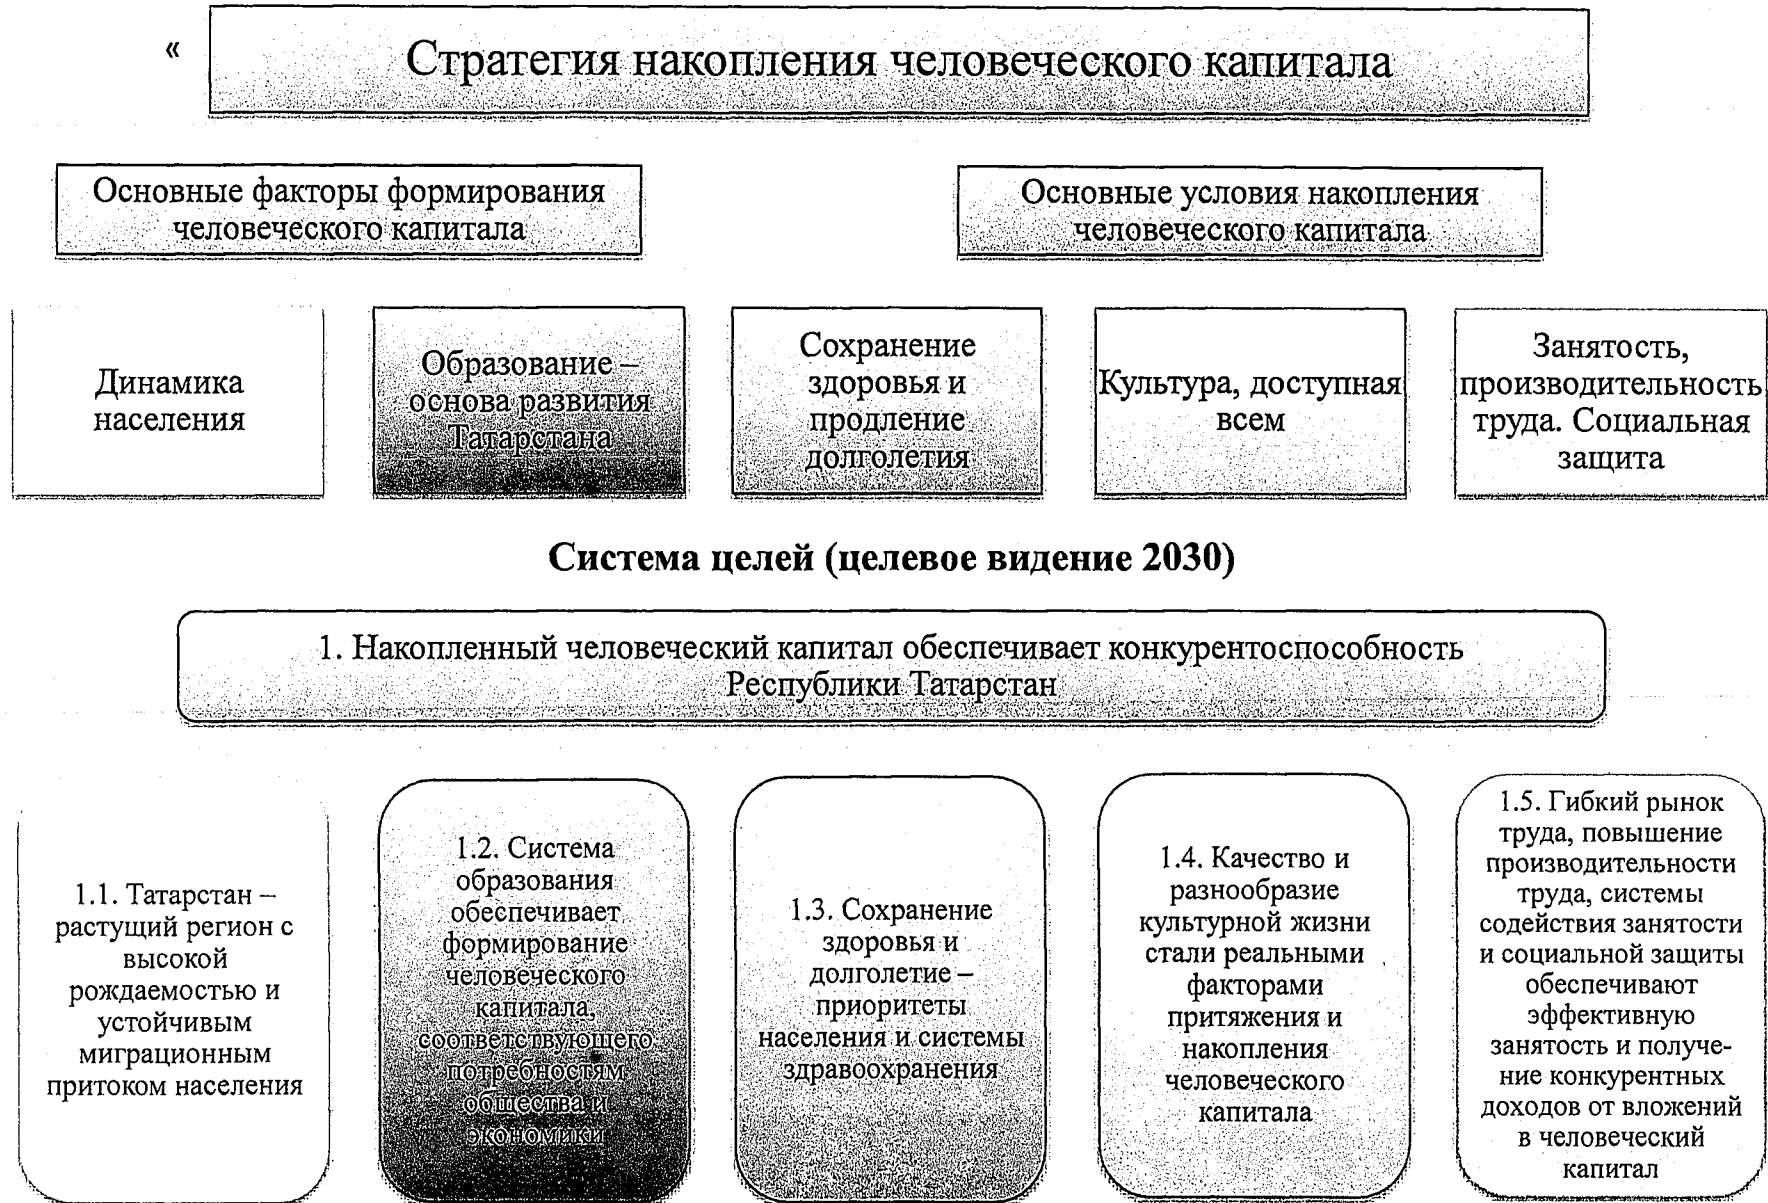 «
Стратегия накопления человеческого капитала
Основные факторы формирования
человеческого капитала
Основные условия накопления
человеческого капитала
Динамика
населения
Образование –
основа развития
Татарстана
Сохранение
здоровья и
продление
долголетия
Культура, доступная
всем
Занятость,
производительность
труда. Социальная
защита
Система целей (целевое видение 2030)
1. Накопленный человеческий капитал обеспечивает конкурентоспособность
Республики Татарстан
1.1. Татарстан –
растущий регион с
высокой
рождаемостью и
устойчивым
миграционным
притоком населения
1.2. Система
образования
обеспечивает
формирование
человеческого
капитала,
соответствующего
потребностям
общества и
экономики
1.3. Сохранение
здоровья и
долголетие –
приоритеты
населения и системы
здравоохранения
1.4. Качество и
разнообразие
культурной жизни
стали реальными
факторами
притяжения и
накопления
человеческого
капитала
1.5. Гибкий рынок
труда, повышение
производительности
труда, системы
содействия занятости
и социальной защиты
обеспечивают
эффективную
занятость и получе-
ние конкурентных
доходов от вложений
в человеческий
капитал